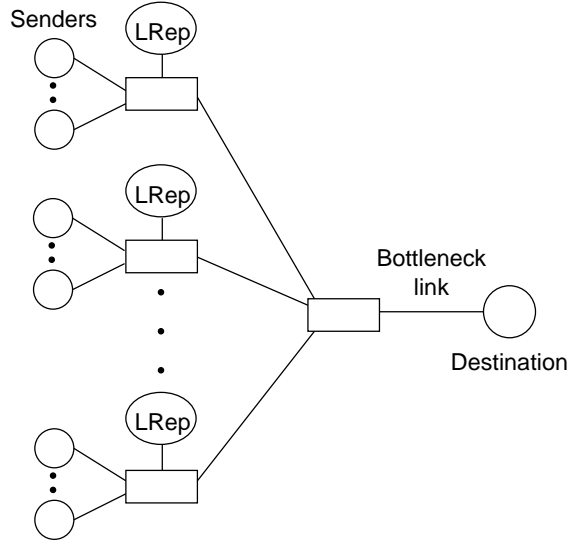 Senders
LRep
LRep
Bottleneck
link
Destination
LRep